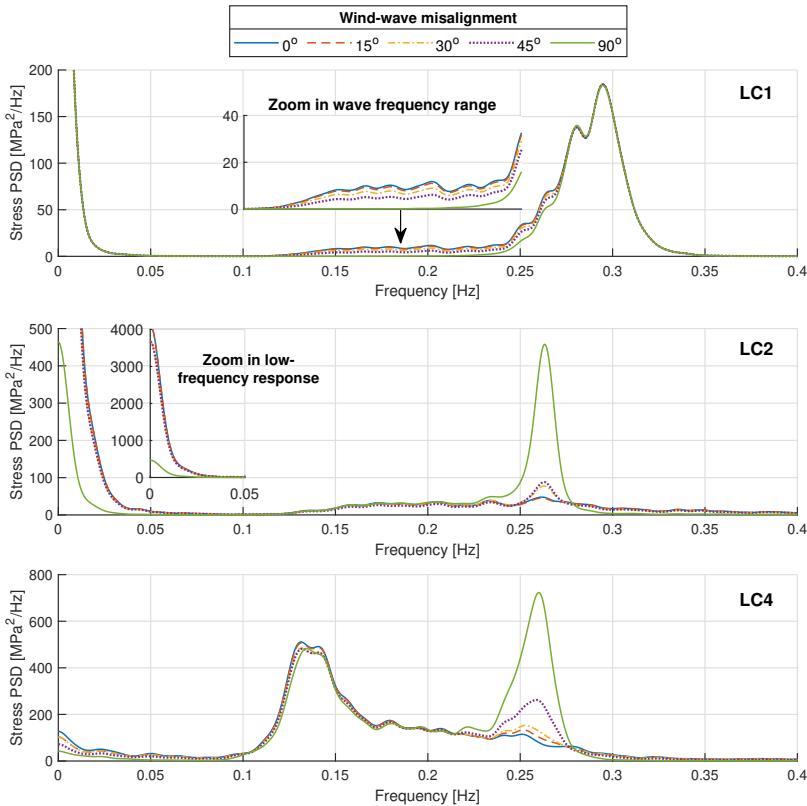 Wind-wave misalignment
0° 15° 30° 45° 90°
LC1
Zoom in wave frequency range
Stress PSD [MPa²/Hz]
200
150
100
50
0
40
20
0
0 0.05 0.1 0.15 0.2 0.25 0.3 0.35 0.4
Frequency [Hz]
LC2
Zoom in low-
frequency response
Stress PSD [MPa²/Hz]
500
400
300
200
100
0
4000
3000
2000
1000
0
0 0.05
0 0.05 0.1 0.15 0.2 0.25 0.3 0.35 0.4
Frequency [Hz]
LC4
Stress PSD [MPa²/Hz]
800
600
400
200
0
0 0.05 0.1 0.15 0.2 0.25 0.3 0.35 0.4
Frequency [Hz]